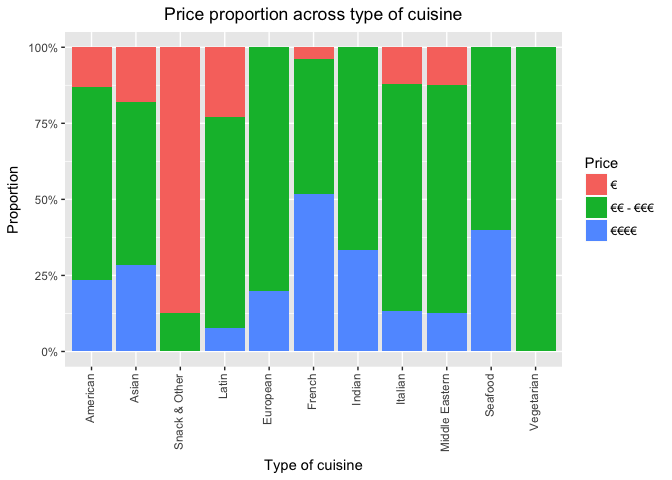 Price proportion across type of cuisine
Proportion
100%
75%
50%
25%
0%
American
Asian
Snack & Other
Latin
European
French
Indian
Italian
Middle Eastern
Seafood
Vegetarian
Type of cuisine
Price
€
€€ - €€€
€€€€